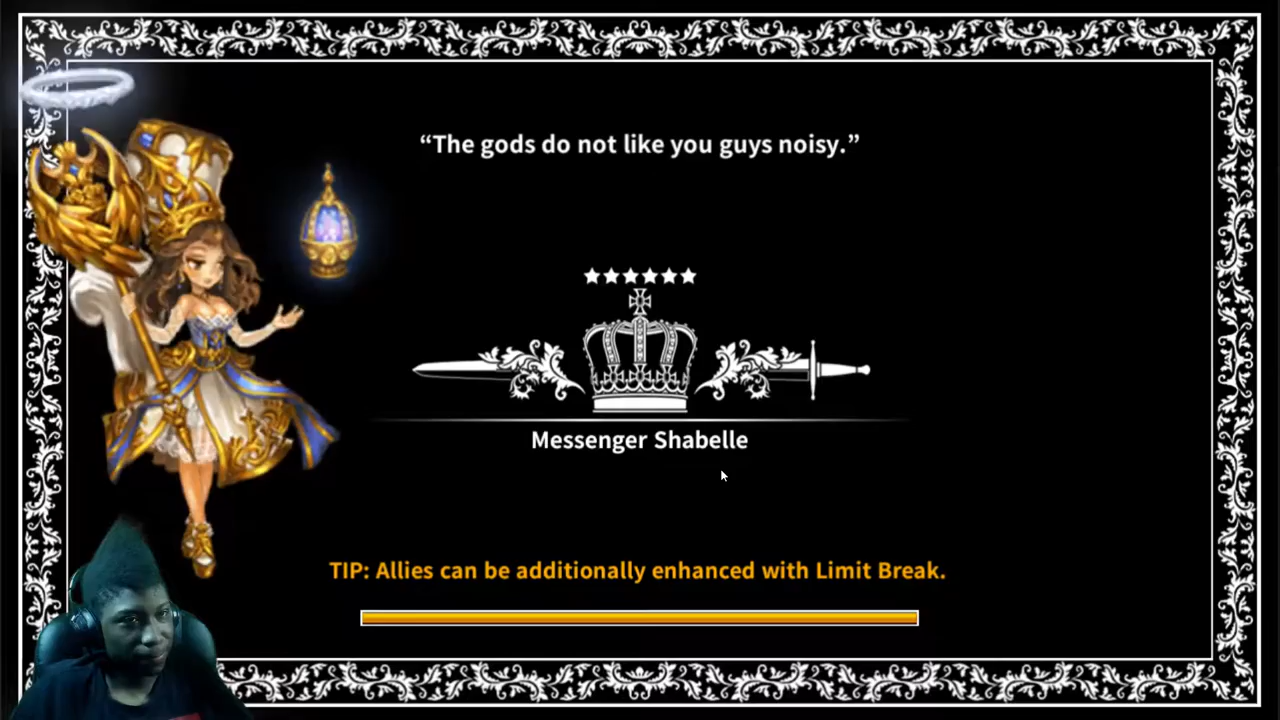 “The gods do not like you guys noisy.”
Messenger Shabelle
TIP: Allies can be additionally enhanced with Limit Break.